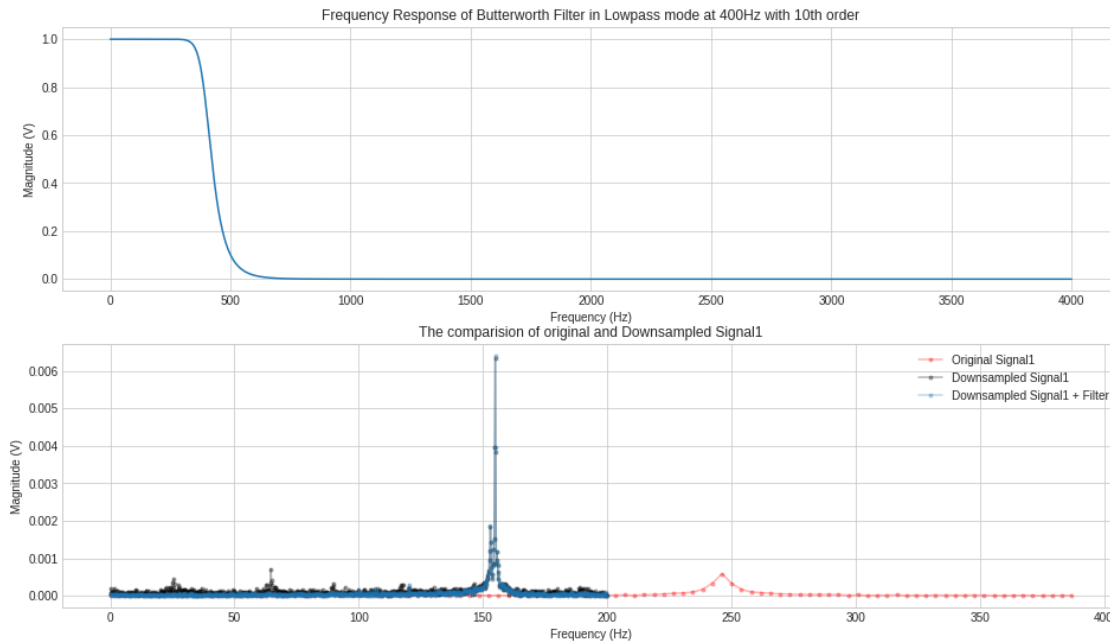 Frequency Response of Butterworth Filter in Lowpass mode at 400Hz with 10th order
1.0
0.8
0.6
0.4
0.2
0.0
Magnitude (V)
0 500 1000 1500 2000 2500 3000 3500 4000
Frequency (Hz)
The comparision of original and Downsampled Signal1
Original Signal1
Downsampled Signal1
Downsampled Signal1 + Filter
0.006
0.005
0.004
0.003
0.002
0.001
0.000
Magnitude (V)
0 50 100 150 200 250 300 350 400
Frequency (Hz)